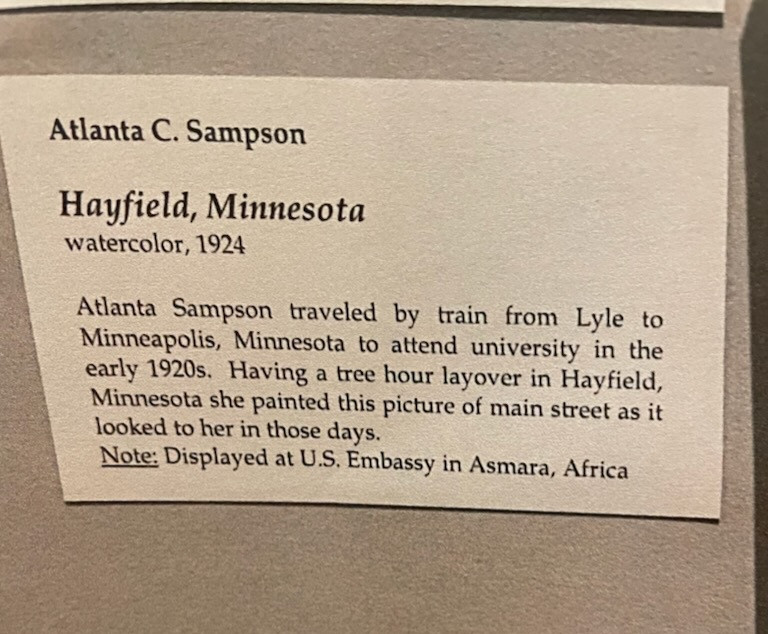 Atlanta C. Sampson
Hayfield, Minnesota
watercolor, 1924
Atlanta Sampson traveled by train from Lyle to
Minneapolis, Minnesota to attend university in the
early 1920s. Having a tree hour layover in Hayfield,
Minnesota she painted this picture of main street as it
looked to her in those days.
Note: Displayed at U.S. Embassy in Asmara, Africa